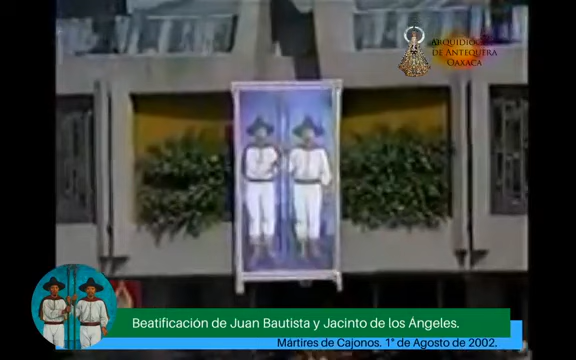 ARQUIDIÓCESIS
DE ANTEQUERA
OAXACA
Beatificación de Juan Bautista y Jacinto de los Ángeles.
Mártires de Cajonos. 1° de Agosto de 2002.